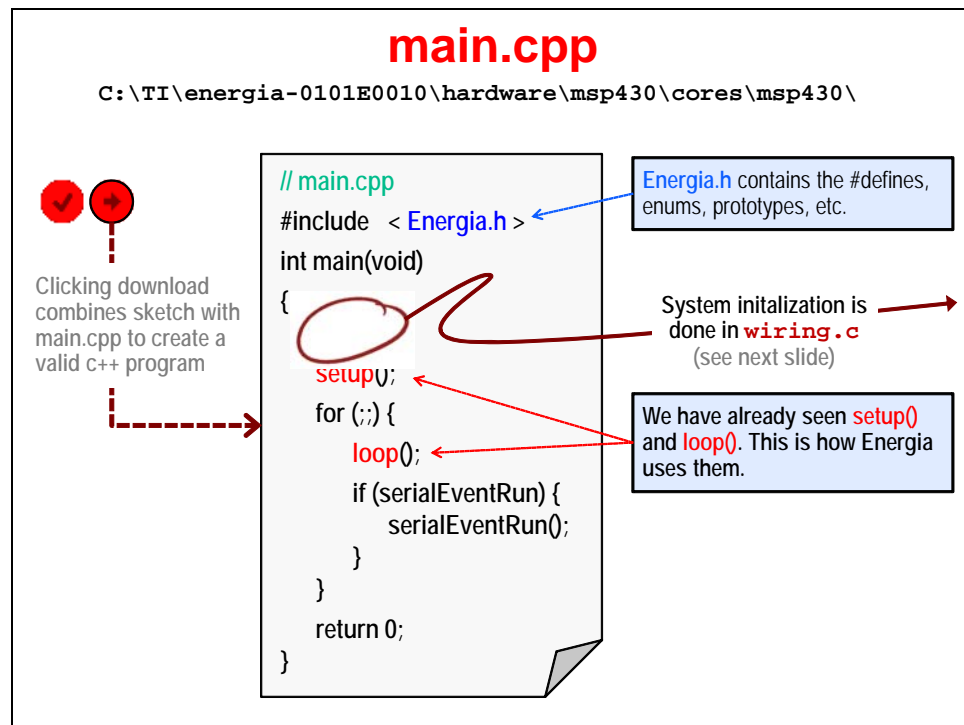 main.cpp
C:\TI\energia-0101E0010\hardware\msp430\cores\msp430\
// main.cpp
#include < Energia.h >
int main(void)
{
setup();
for (;;) {
loop();
if (serialEventRun) {
serialEventRun();
}
}
return 0;
}
Clicking download
combines sketch with
main.cpp to create a
valid c++ program
Energia.h contains the #defines,
enums, prototypes, etc.
System initalization is
done in wiring.c
(see next slide)
We have already seen setup()
and loop(). This is how Energia
uses them.